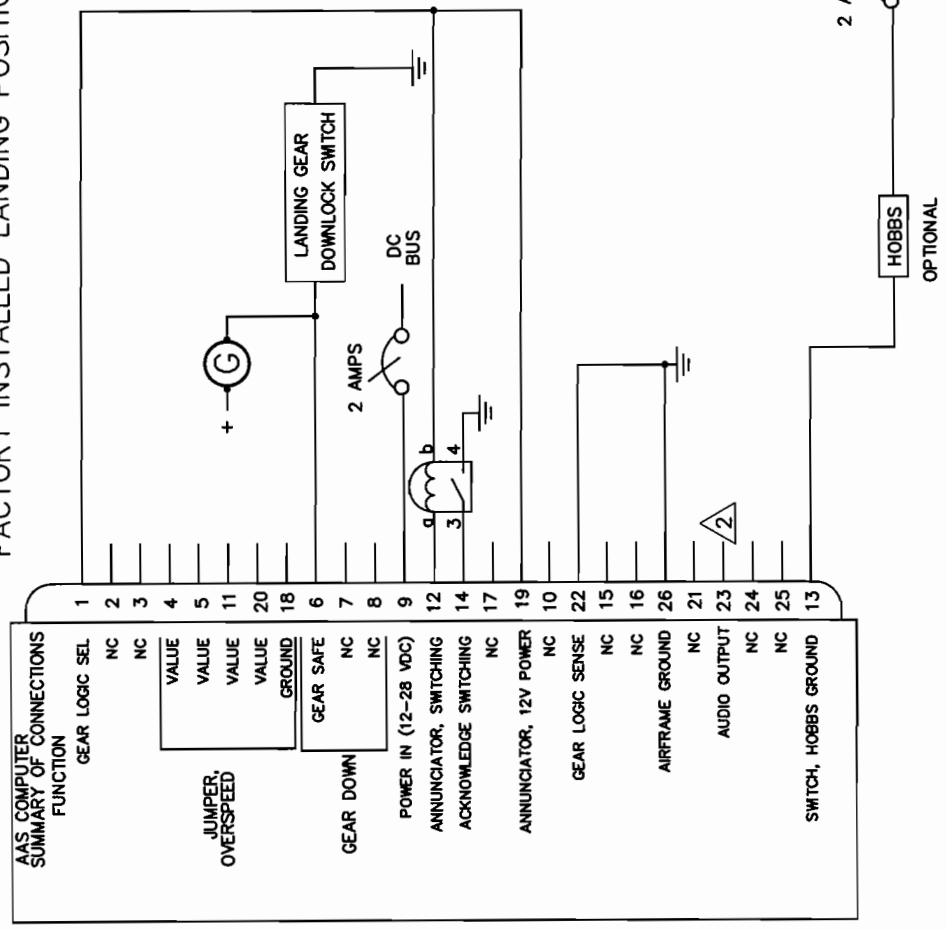 FACTORY INSTALLED LANDING
AAS COMPUTER
SUMMARY OF CONNECTIONS
FUNCTION
GEAR LOGIC SEL 1
NC 2
NC 3
JUMPER,
OVERSPEED
VALUE 4
VALUE 5
VALUE 11
VALUE 20
GROUND 18
GEAR DOWN
GEAR SAFE 6
NC 7
NC 8
POWER IN (12-28 VDC) 9
ANNUNCIATOR, SWITCHING 12
ACKNOWLEDGE SWITCHING 14
NC 17
ANNUNCIATOR, 12V POWER 19
NC 10
GEAR LOGIC SENSE 22
NC 15
NC 16
AIRFRAME GROUND 26
NC 21
AUDIO OUTPUT 23
NC 24
NC 25
SWITCH, HOBBS GROUND 13
+
G
LANDING GEAR
DOWNLOCK SWITCH
2 AMPS
DC
BUS
a b
3 4
2
HOBBS
OPTIONAL
2